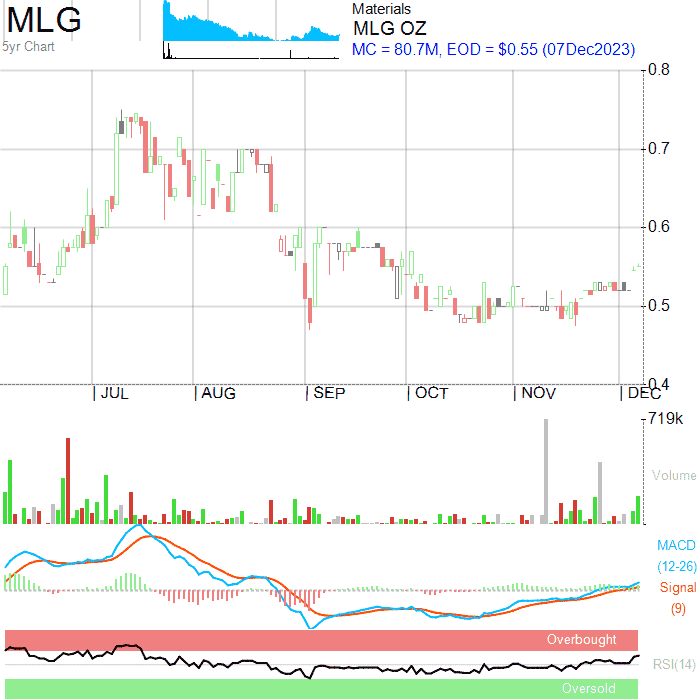 MLG
5yr Chart
Materials
MLG OZ
MC = 80.7M, EOD = $0.55 (07Dec2023)
0.8
0.7
0.6
0.5
0.4
JUL AUG SEP OCT NOV DEC
719k
Volume
MACD
(12-26)
Signal
(9)
Overbought
RSI(14)
Oversold